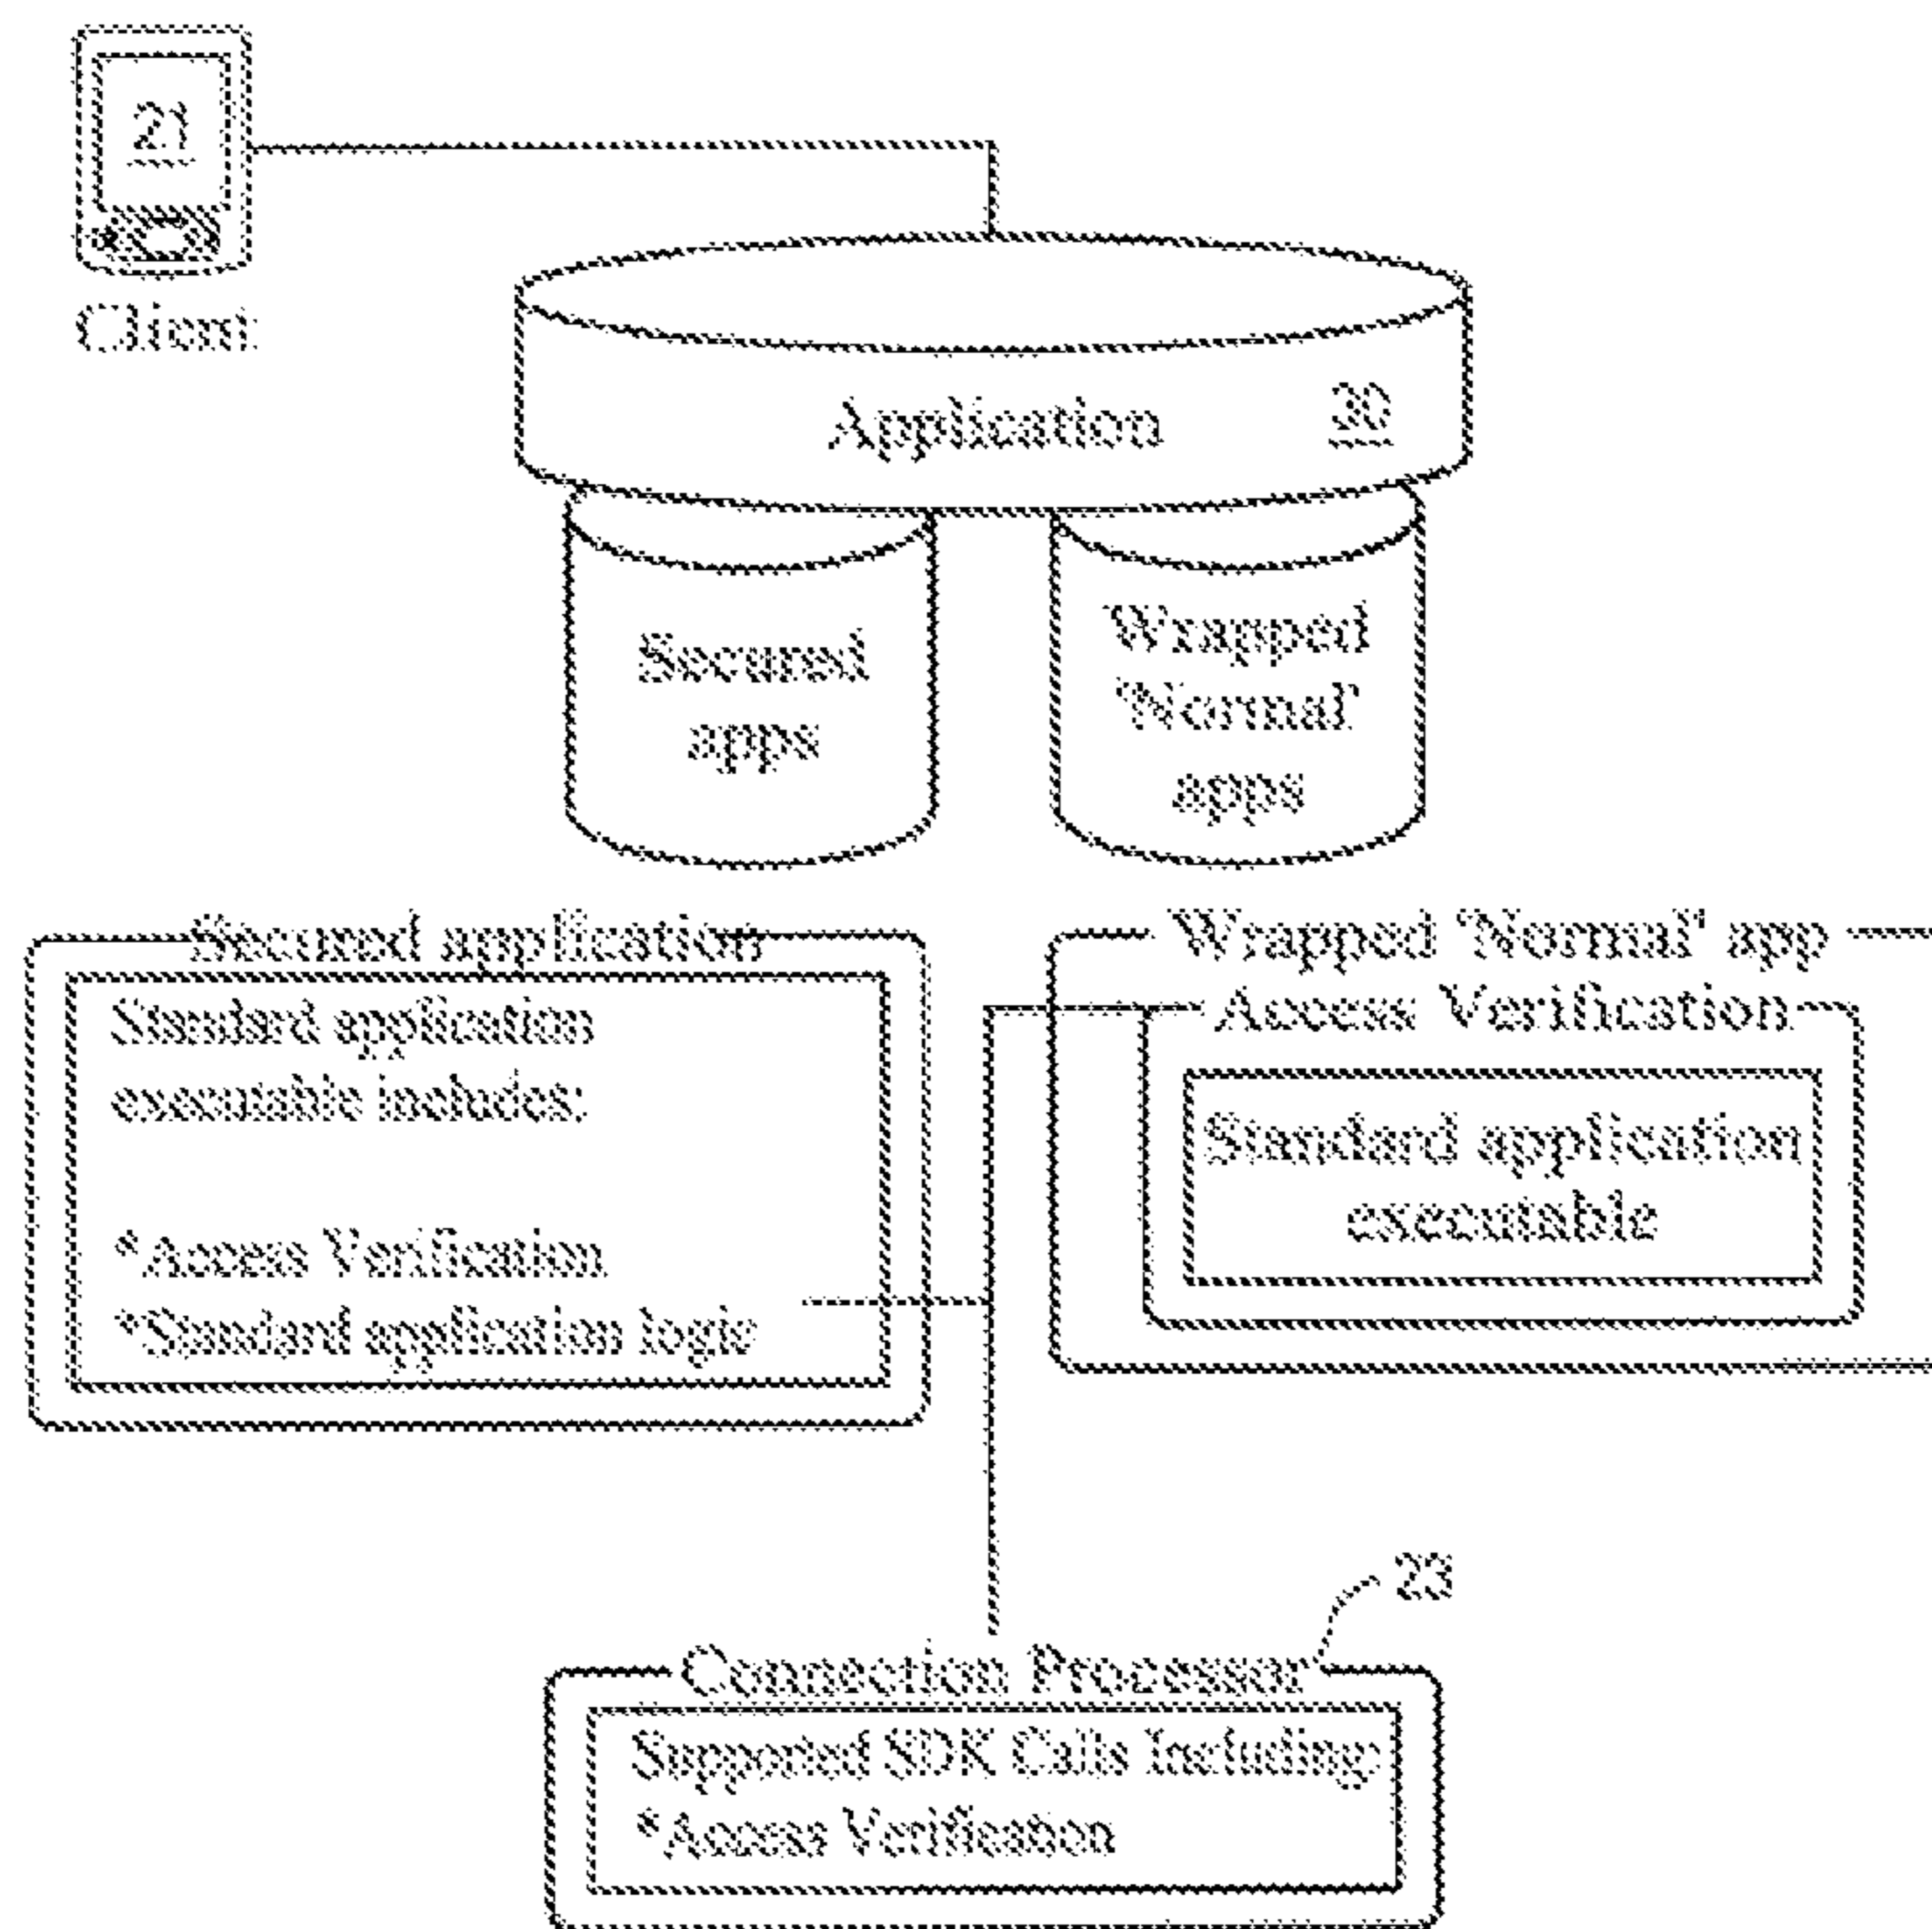 21
Client
Application 30
Secured
apps
Wrapped
'Normal'
apps
Secured application
Standard application
executable includes:
*Access Verification
*Standard application logic
Wrapped 'Normal' app
Access Verification
Standard application
executable
23
Connection Processor
Supported SDK Calls Including
*Access Verification